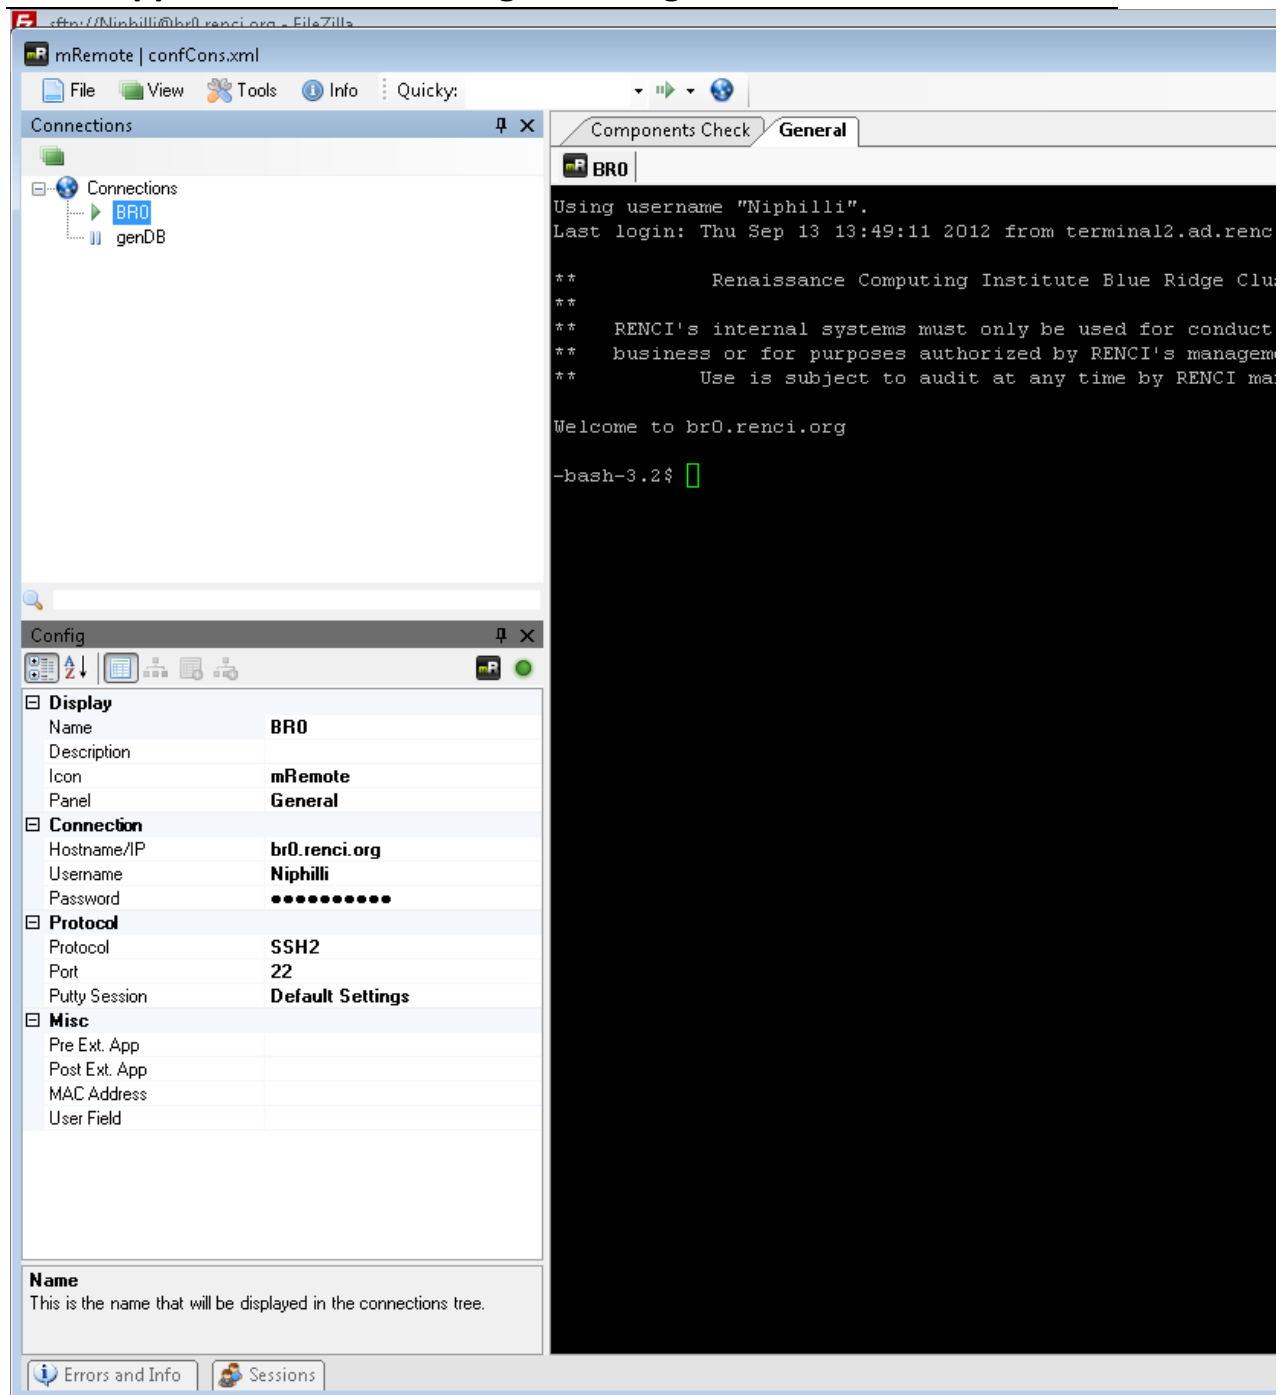 sftp://Niphilli@br0.renci.org - FileZilla
mRemote | confCons.xml
File View Tools Info Quicky:
Connections
Connections
BR0
genDB
Config
Display
Name BR0
Description
Icon mRemote
Panel General
Connection
Hostname/IP br0.renci.org
Username Niphilli
Password ●●●●●●●●●●
Protocol
Protocol SSH2
Port 22
Putty Session Default Settings
Misc
Pre Ext. App
Post Ext. App
MAC Address
User Field
Name
This is the name that will be displayed in the connections tree.
Errors and Info Sessions
Components Check General
BR0
Using username "Niphilli".
Last login: Thu Sep 13 13:49:11 2012 from terminal2.ad.renc
** Renaissance Computing Institute Blue Ridge Clu
**
** RENCI's internal systems must only be used for conduct
** business or for purposes authorized by RENCI's managem
** Use is subject to audit at any time by RENCI ma
Welcome to br0.renci.org
-bash-3.2$